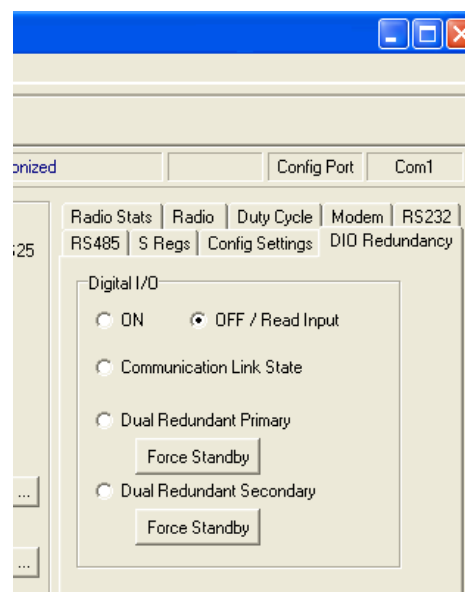 onized Config Port Com1
Radio Stats Radio Duty Cycle Modem RS232
25 RS485 S Regs Config Settings DIO Redundancy
Digital I/O
ON OFF / Read Input
Communication Link State
Dual Redundant Primary
Force Standby
... Dual Redundant Secondary
Force Standby
...